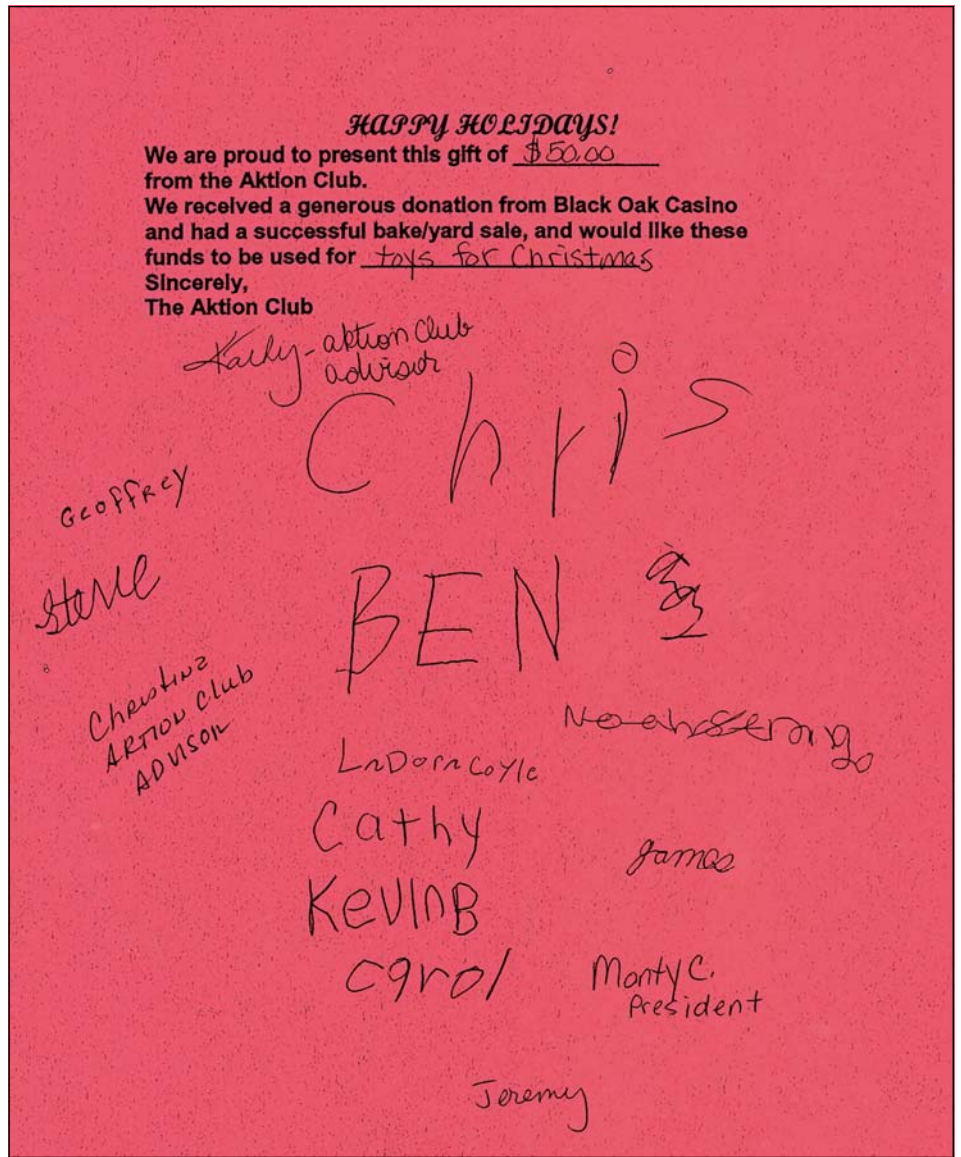 HAPPY HOLIDAYS!
We are proud to present this gift of $50.00
from the Aktion Club.
We received a generous donation from Black Oak Casino
and had a successful bake/yard sale, and would like these
funds to be used for toys for Christmas
Sincerely,
The Aktion Club
Kathy - aktion Club
advisor
Chris
Geoffrey
Steve
BEN
Christine
AKTION Club
ADVISOR
LaDorn Coyle
Cathy
James
KevinB
Carol
Monty C.
President
Jeremy